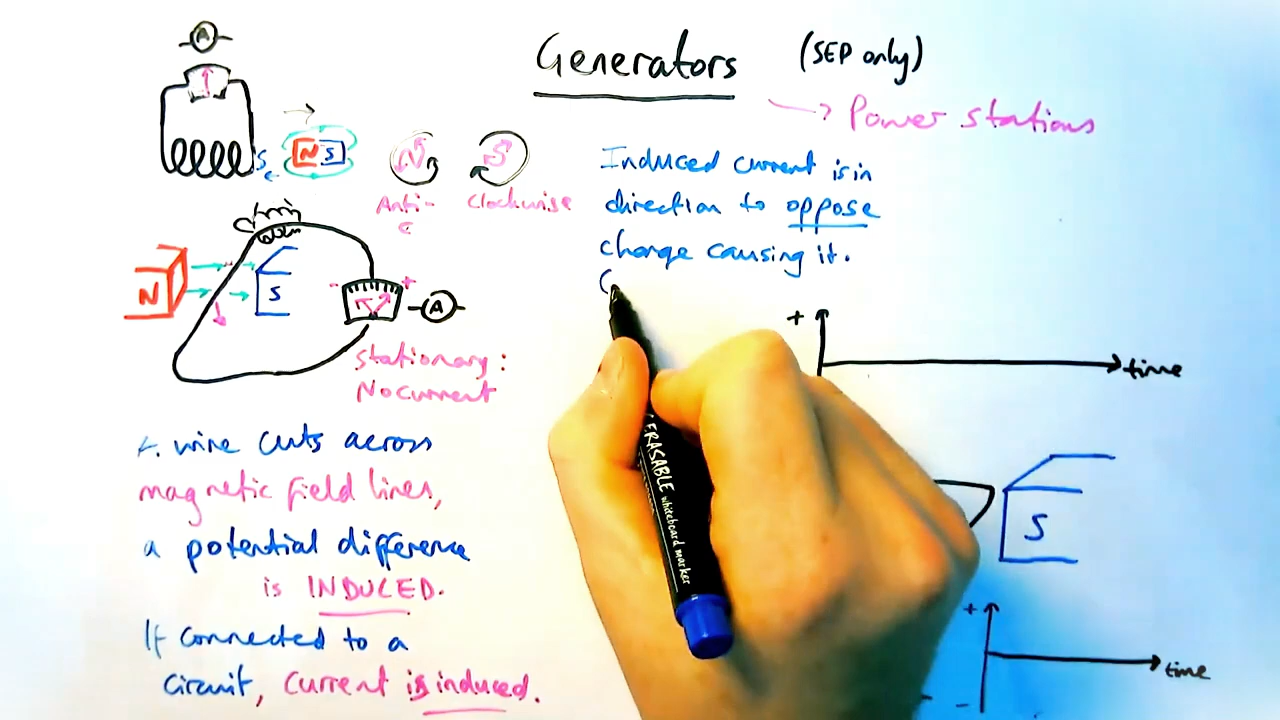 A
Generators (SEP only)
→ Power stations
N S
N S
Anti-
c
Clockwise
Induced current is in
direction to oppose
change causing it.
(
N
S
- +
A
stationary:
No current
+
time
wire cuts across
magnetic field lines,
a potential difference
is INDUCED.
If connected to a
circuit, current is induced.
S
+
time
-
ERASABLE whiteboard marker